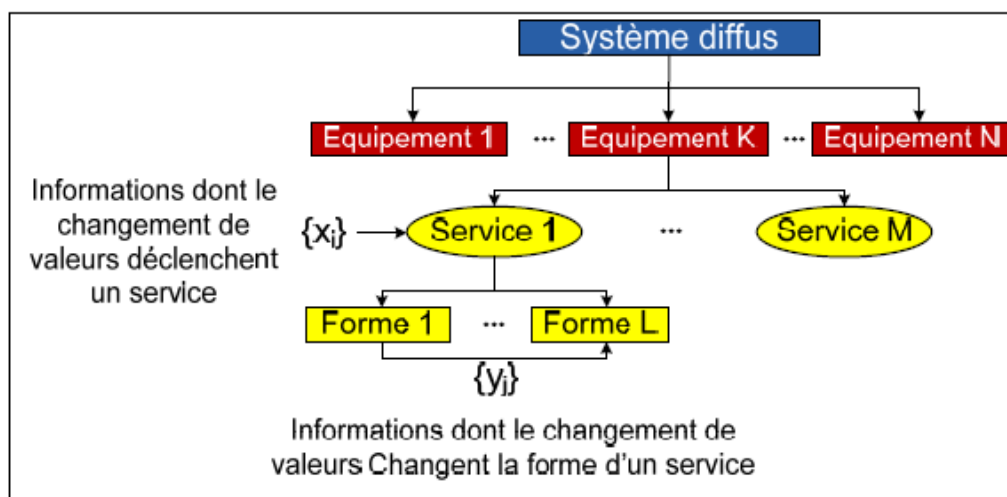 Système diffus
Equipement 1 ... Equipement K ... Equipement N
Informations dont le
changement de
valeurs déclenchent
un service
{xi}
Service 1 ... Service M
Forme 1 ... Forme L
{yj}
Informations dont le changement de
valeurs Changent la forme d'un service